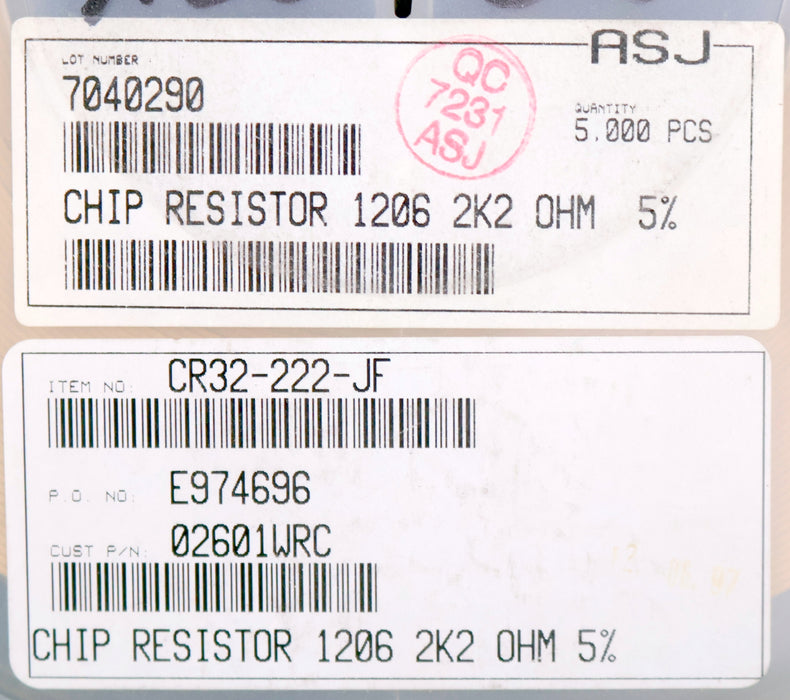 ASJ
LOT NUMBER
7040290
QC
7231
ASJ
QUANTITY
5.000 PCS
CHIP RESISTOR 1206 2K2 OHM 5%
ITEM NO: CR32-222-JF
P.O. NO: E974696
CUST P/N: 02601WRC
CHIP RESISTOR 1206 2K2 OHM 5%